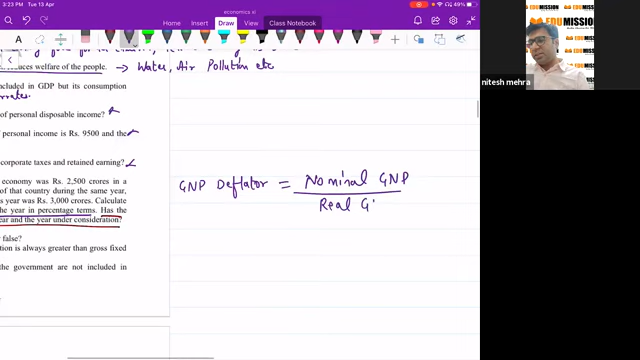 3:23 PM Tue 13 Apr
economics xi
49%
Home Insert Draw View Class Notebook
reduces welfare of the people. → Water, Air Pollution etc
included in GDP but its consumption
of personal disposable income?
of personal income is Rs. 9500 and the
corporate taxes and retained earning?
economy was Rs. 2,500 crores in a
of that country during the same year,
s year was Rs. 3,000 crores. Calculate
the year in percentage terms. Has the
year and the year under consideration?
GNP Deflator = Nominal GNP
Real G
false?
tion is always greater than gross fixed
the government are not included in
EDUMISSION
nitesh mehra